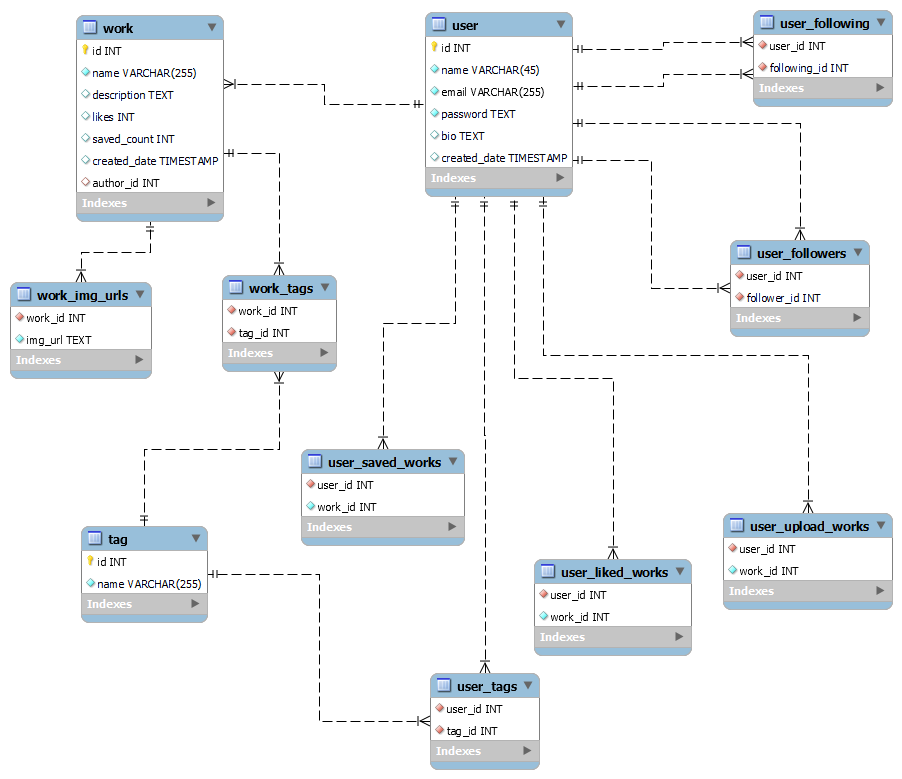 work
id INT
name VARCHAR(255)
description TEXT
likes INT
saved_count INT
created_date TIMESTAMP
author_id INT
Indexes
user
id INT
name VARCHAR(45)
email VARCHAR(255)
password TEXT
bio TEXT
created_date TIMESTAMP
Indexes
user_following
user_id INT
following_id INT
Indexes
user_followers
user_id INT
follower_id INT
Indexes
work_img_urls
work_id INT
img_url TEXT
Indexes
work_tags
work_id INT
tag_id INT
Indexes
user_saved_works
user_id INT
work_id INT
Indexes
tag
id INT
name VARCHAR(255)
Indexes
user_liked_works
user_id INT
work_id INT
Indexes
user_upload_works
user_id INT
work_id INT
Indexes
user_tags
user_id INT
tag_id INT
Indexes